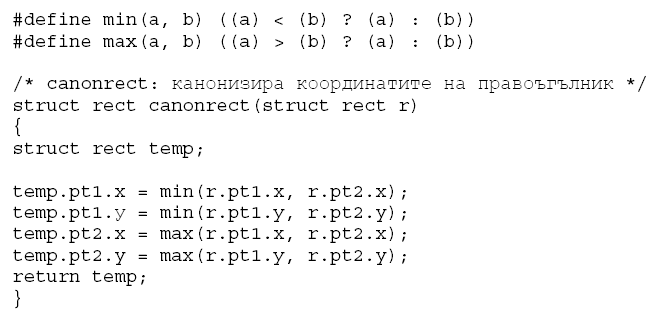 #define min(a, b) ((a) < (b) ? (a) : (b))
#define max(a, b) ((a) > (b) ? (a) : (b))
/* canonrect: канонизира координатите на правоъгълник */
struct rect canonrect(struct rect r)
{
struct rect temp;
temp.pt1.x = min(r.pt1.x, r.pt2.x);
temp.pt1.y = min(r.pt1.y, r.pt2.y);
temp.pt2.x = max(r.pt1.x, r.pt2.x);
temp.pt2.y = max(r.pt1.y, r.pt2.y);
return temp;
}